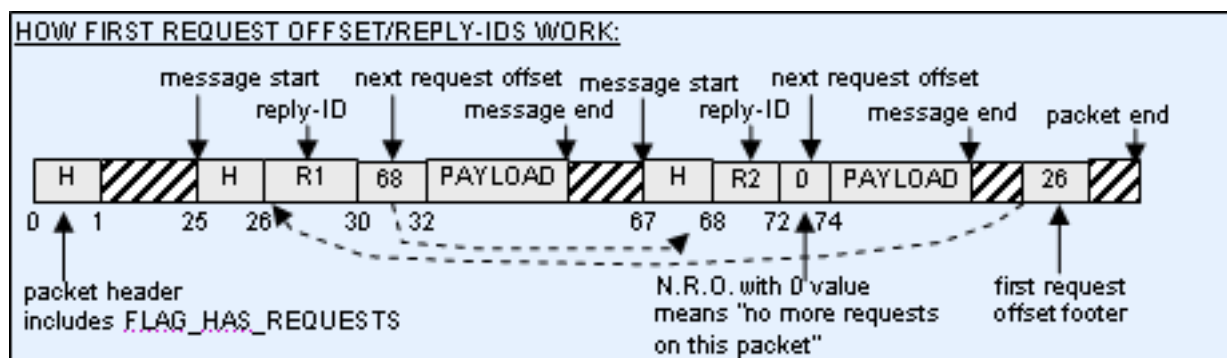 HOW FIRST REQUEST OFFSET/REPLY-IDS WORK:
message start
next request offset
message start
next request offset
reply-ID
message end
reply-ID
message end
packet end
H
H
R1
68
PAYLOAD
H
R2
0
PAYLOAD
26
0
1
25
26
30
32
67
68
72
74
packet header
includes FLAG_HAS_REQUESTS
N.R.O. with 0 value
means "no more requests
on this packet"
first request
offset footer